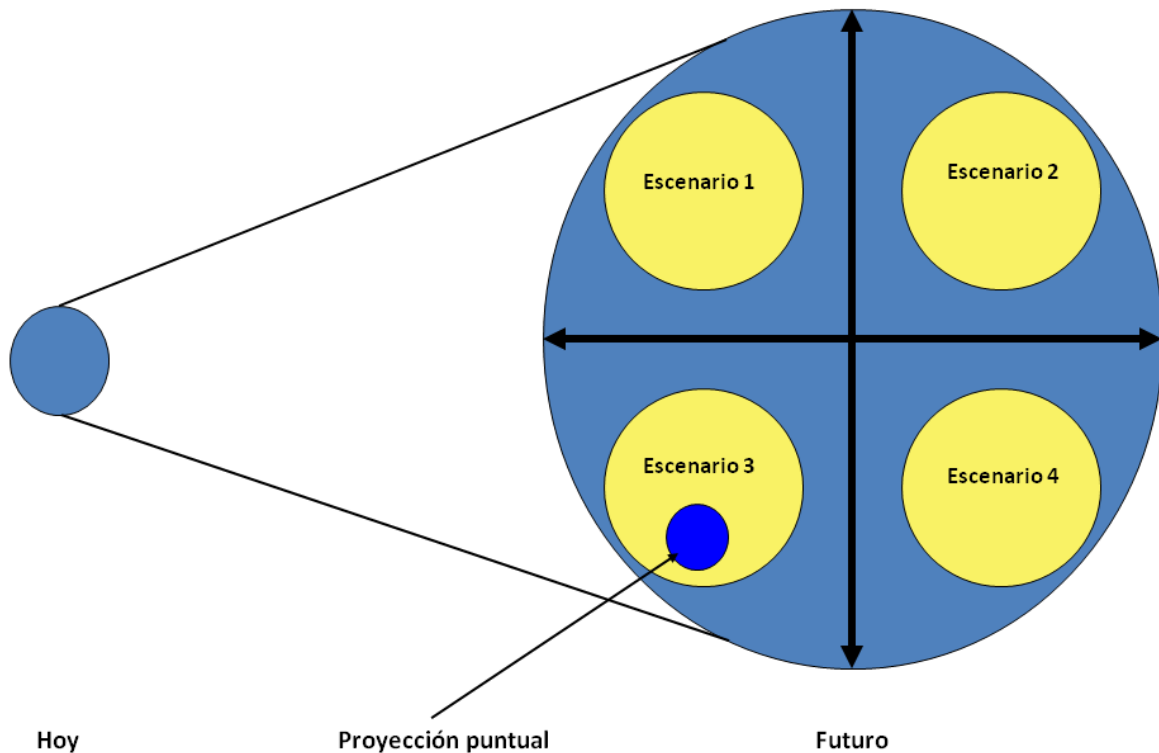 Escenario 1
Escenario 2
Escenario 3
Escenario 4
Hoy
Proyección puntual
Futuro